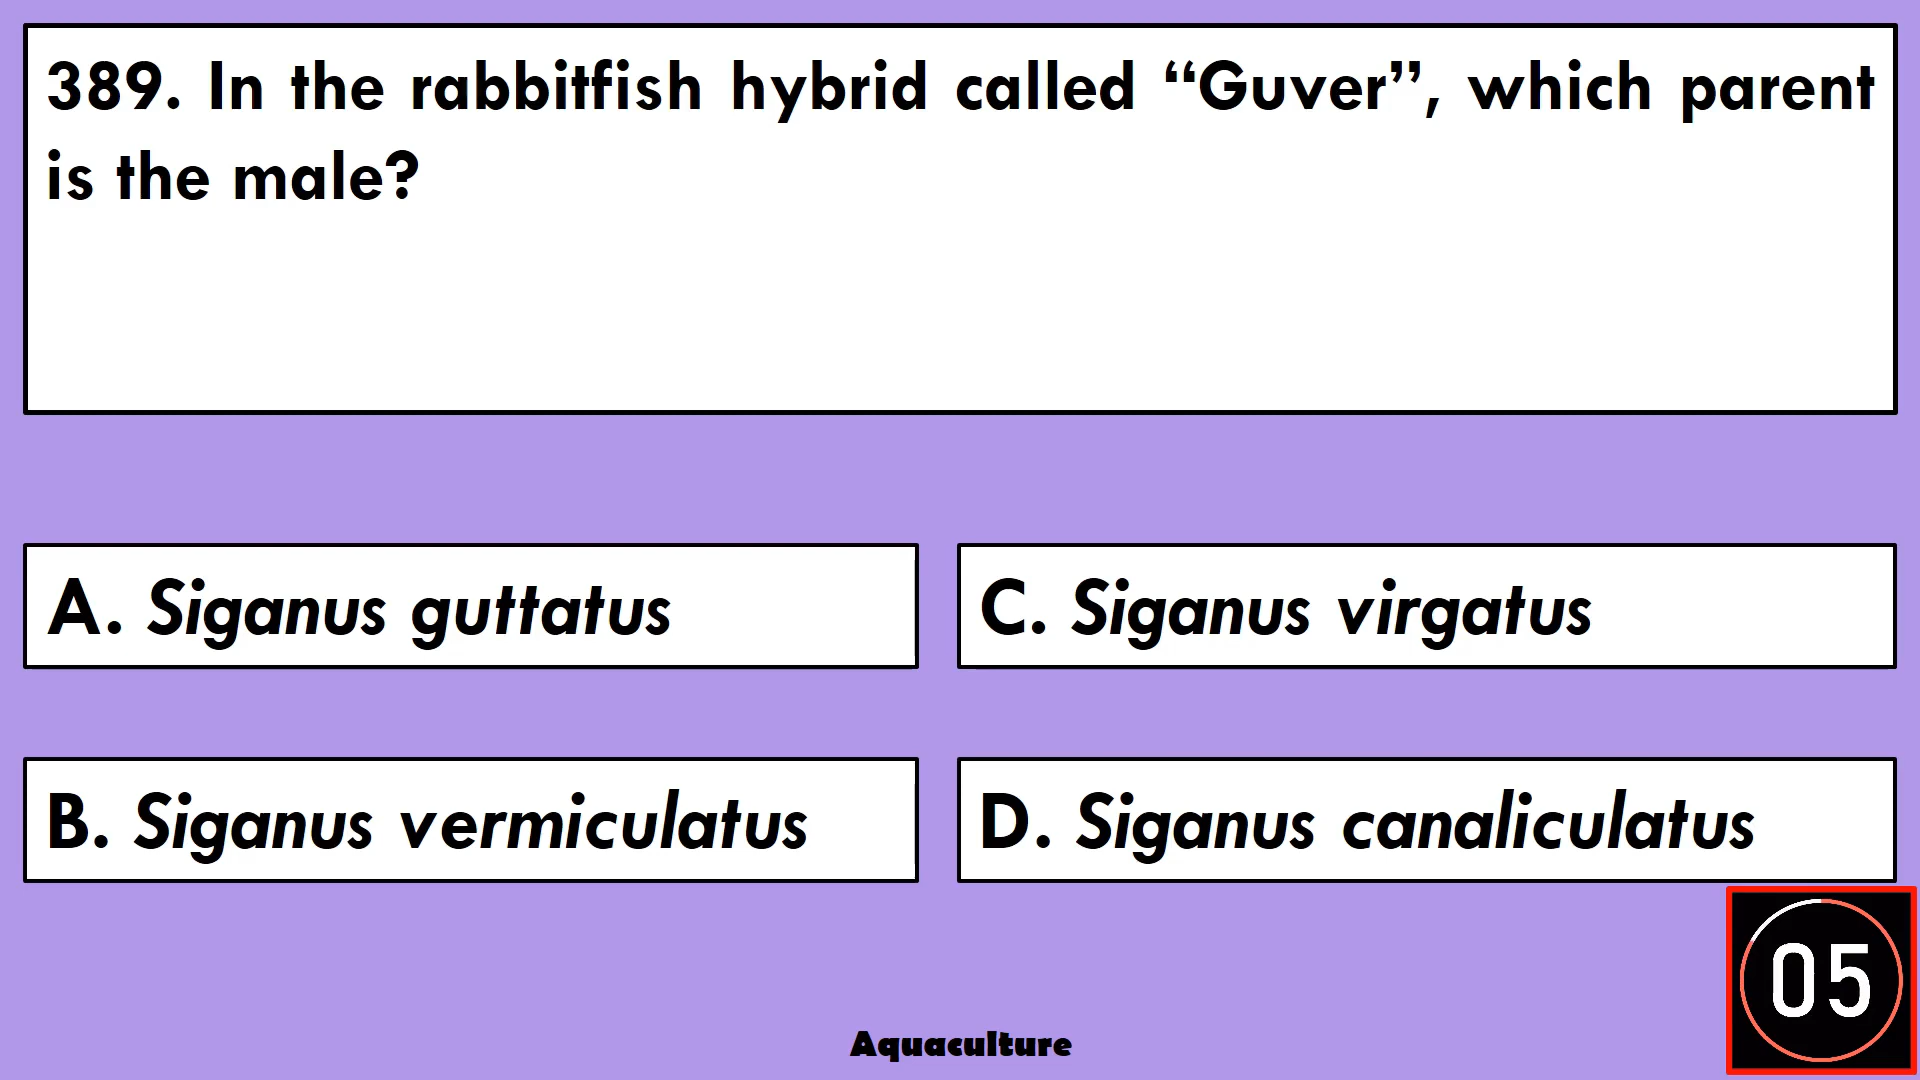 389. In the rabbitfish hybrid called “Guver”, which parent
is the male?
A. Siganus guttatus
C. Siganus virgatus
B. Siganus vermiculatus
D. Siganus canaliculatus
05
Aquaculture